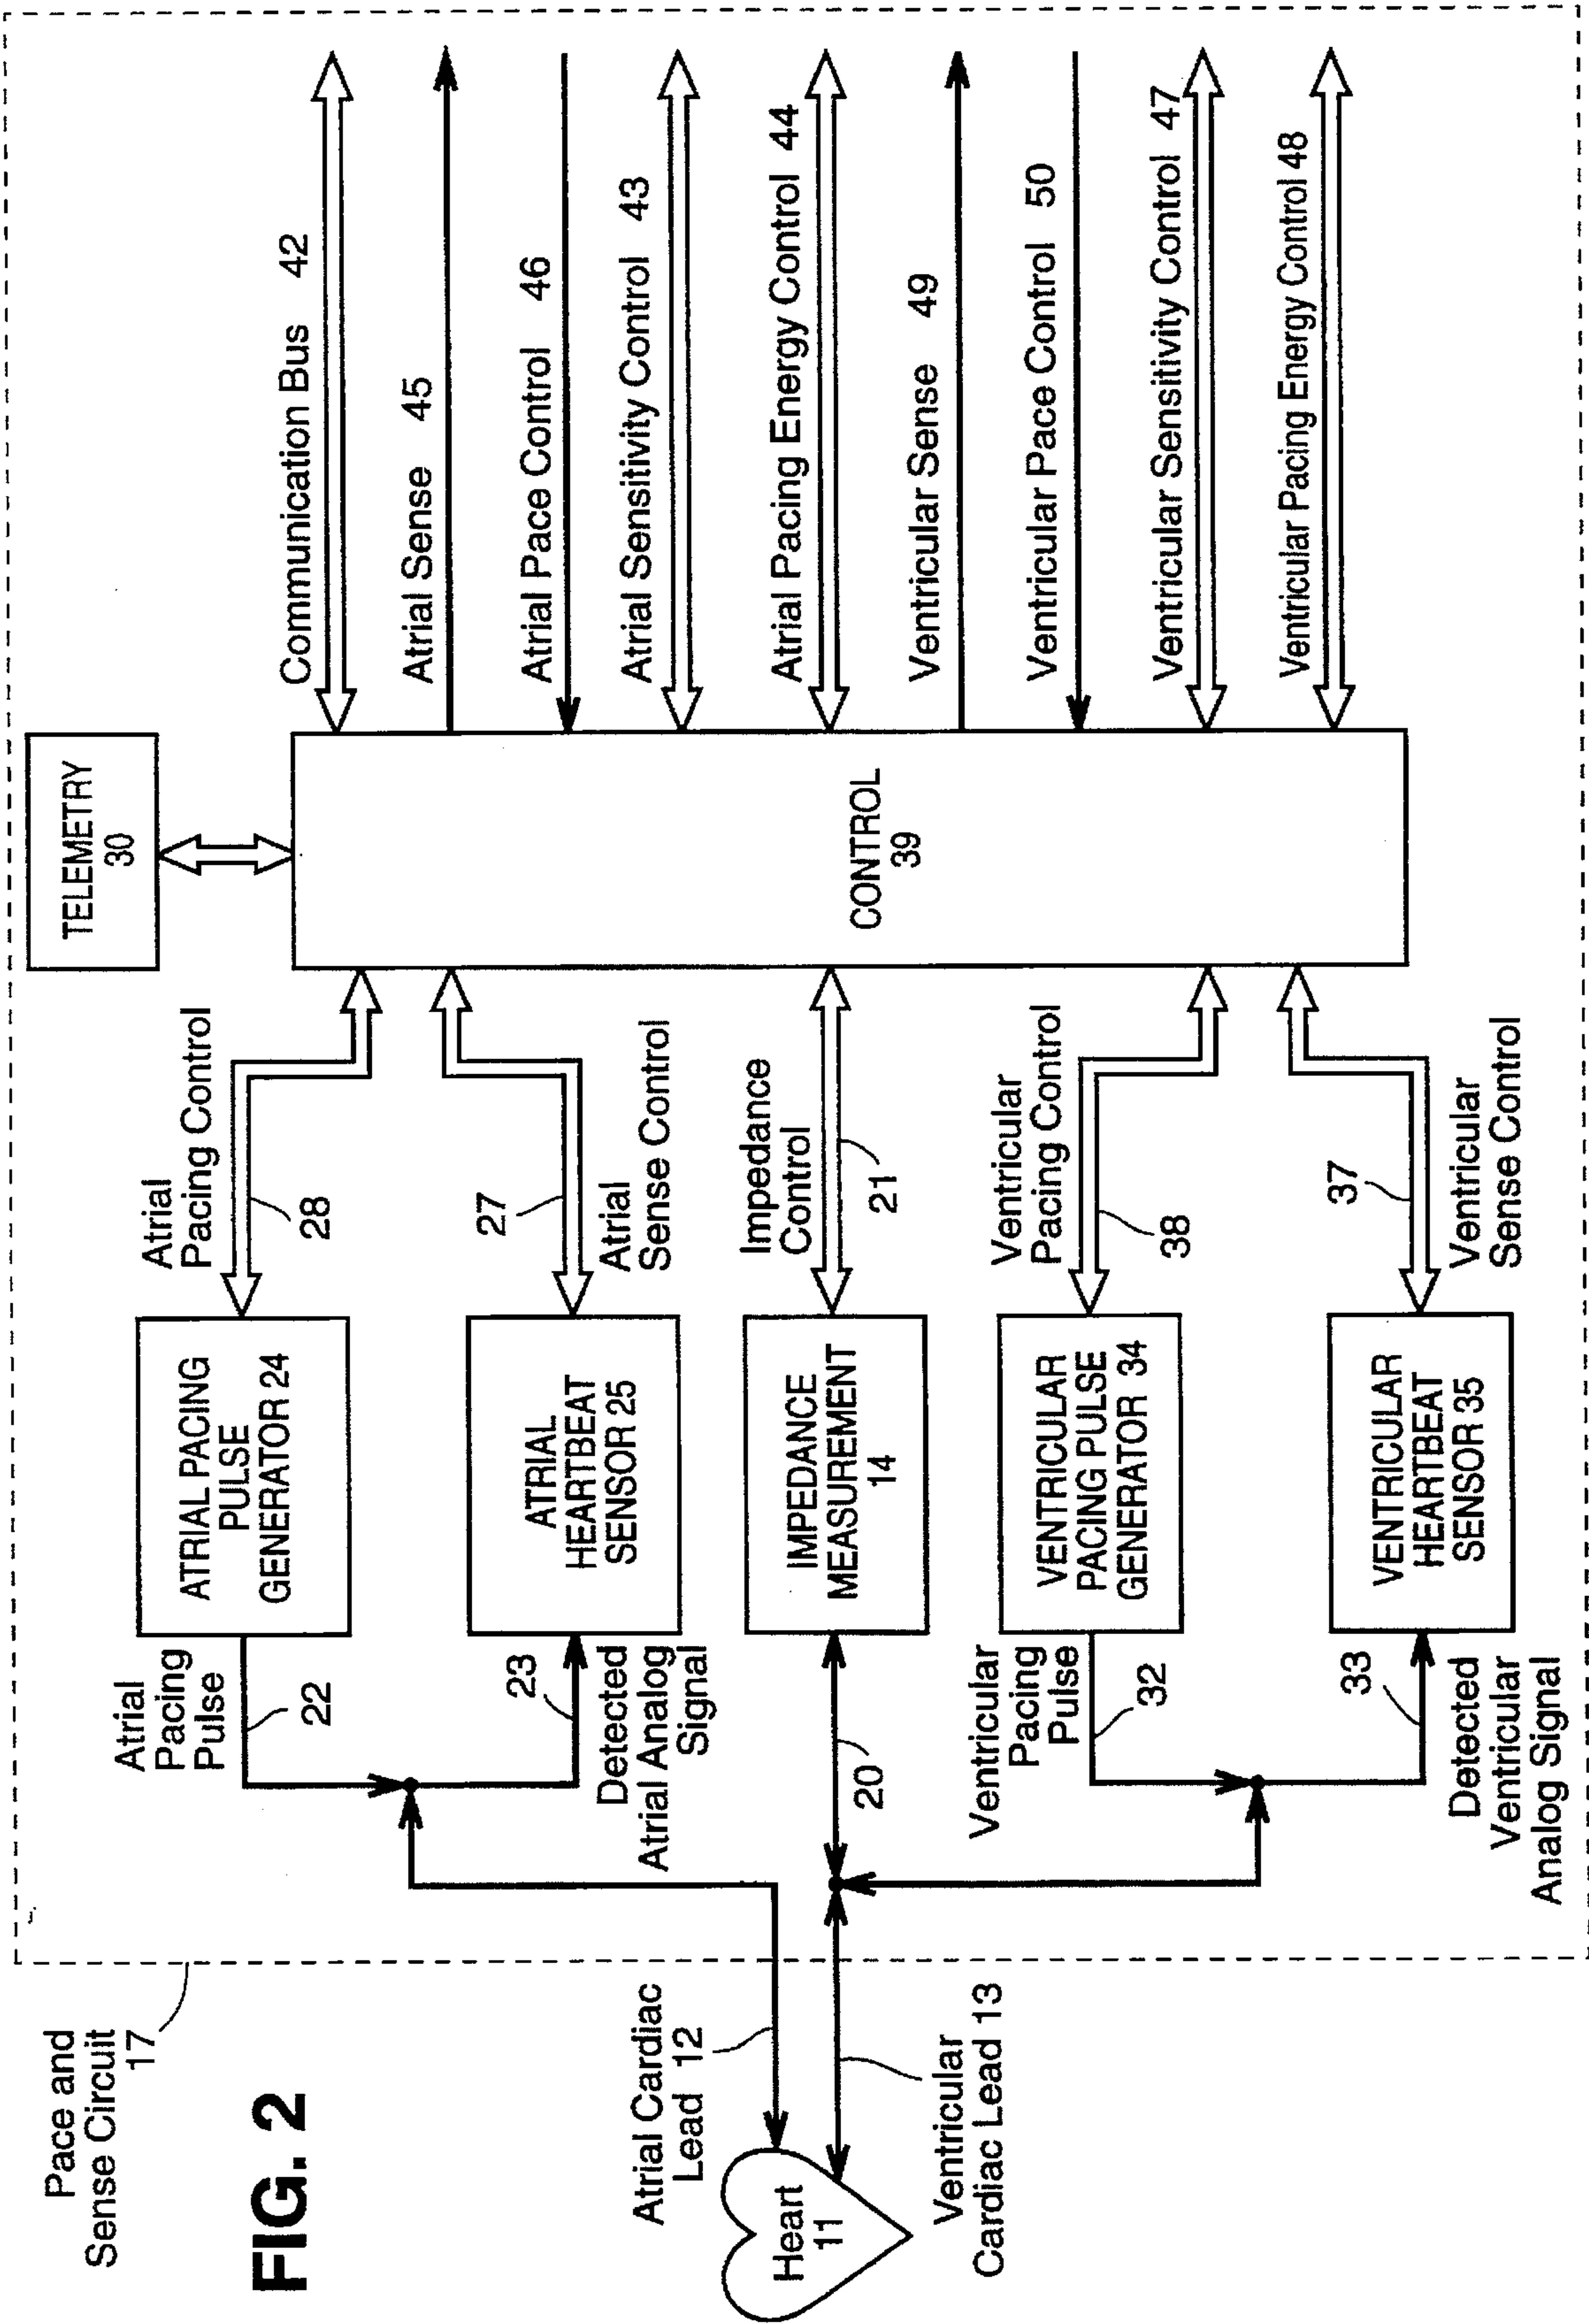 Pace and
Sense Circuit
17
FIG. 2
Heart
11
Atrial Cardiac
Lead 12
Ventricular
Cardiac Lead 13
Atrial
Pacing
Pulse
22
23
Detected
Atrial Analog
Signal
20
Ventricular
Pacing
Pulse
32
33
Detected
Ventricular
Analog Signal
ATRIAL PACING
PULSE
GENERATOR 24
ATRIAL
HEARTBEAT
SENSOR 25
IMPEDANCE
MEASUREMENT
14
VENTRICULAR
PACING PULSE
GENERATOR 34
VENTRICULAR
HEARTBEAT
SENSOR 35
Atrial
Pacing Control
28
27
Atrial
Sense Control
Impedance
Control
21
Ventricular
Pacing Control
38
37
Ventricular
Sense Control
TELEMETRY
30
CONTROL
39
Communication Bus 42
Atrial Sense 45
Atrial Pace Control 46
Atrial Sensitivity Control 43
Atrial Pacing Energy Control 44
Ventricular Sense 49
Ventricular Pace Control 50
Ventricular Sensitivity Control 47
Ventricular Pacing Energy Control 48